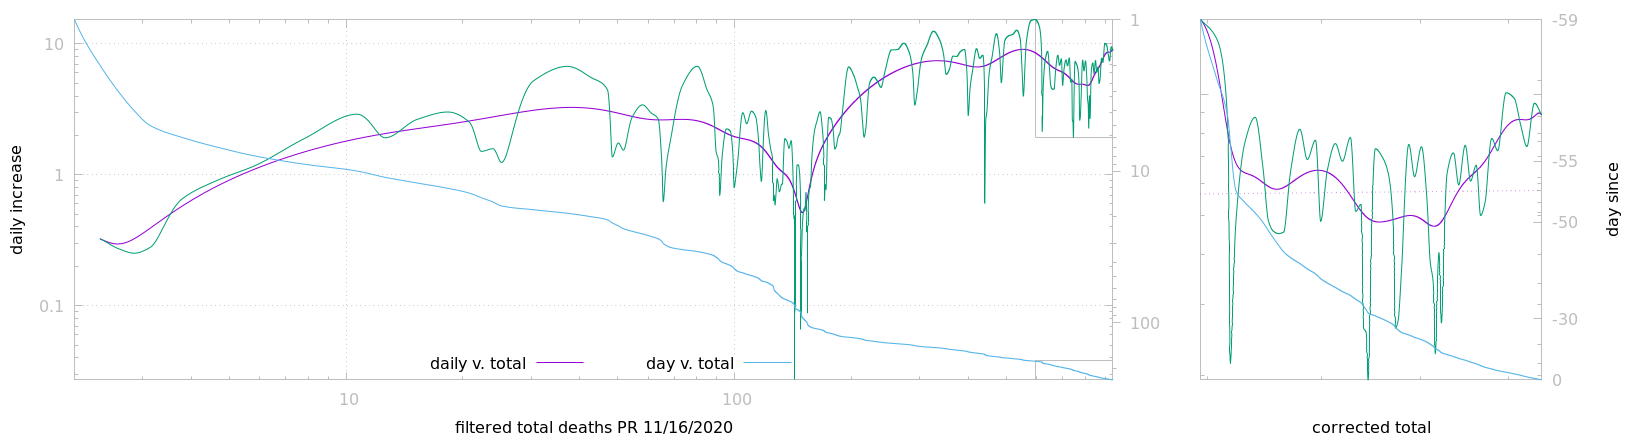 daily increase
10
1
0.1
daily v. total
day v. total
10
100
filtered total deaths PR 11/16/2020
1
10
100
-59
-55
-50
-30
0
day since
corrected total